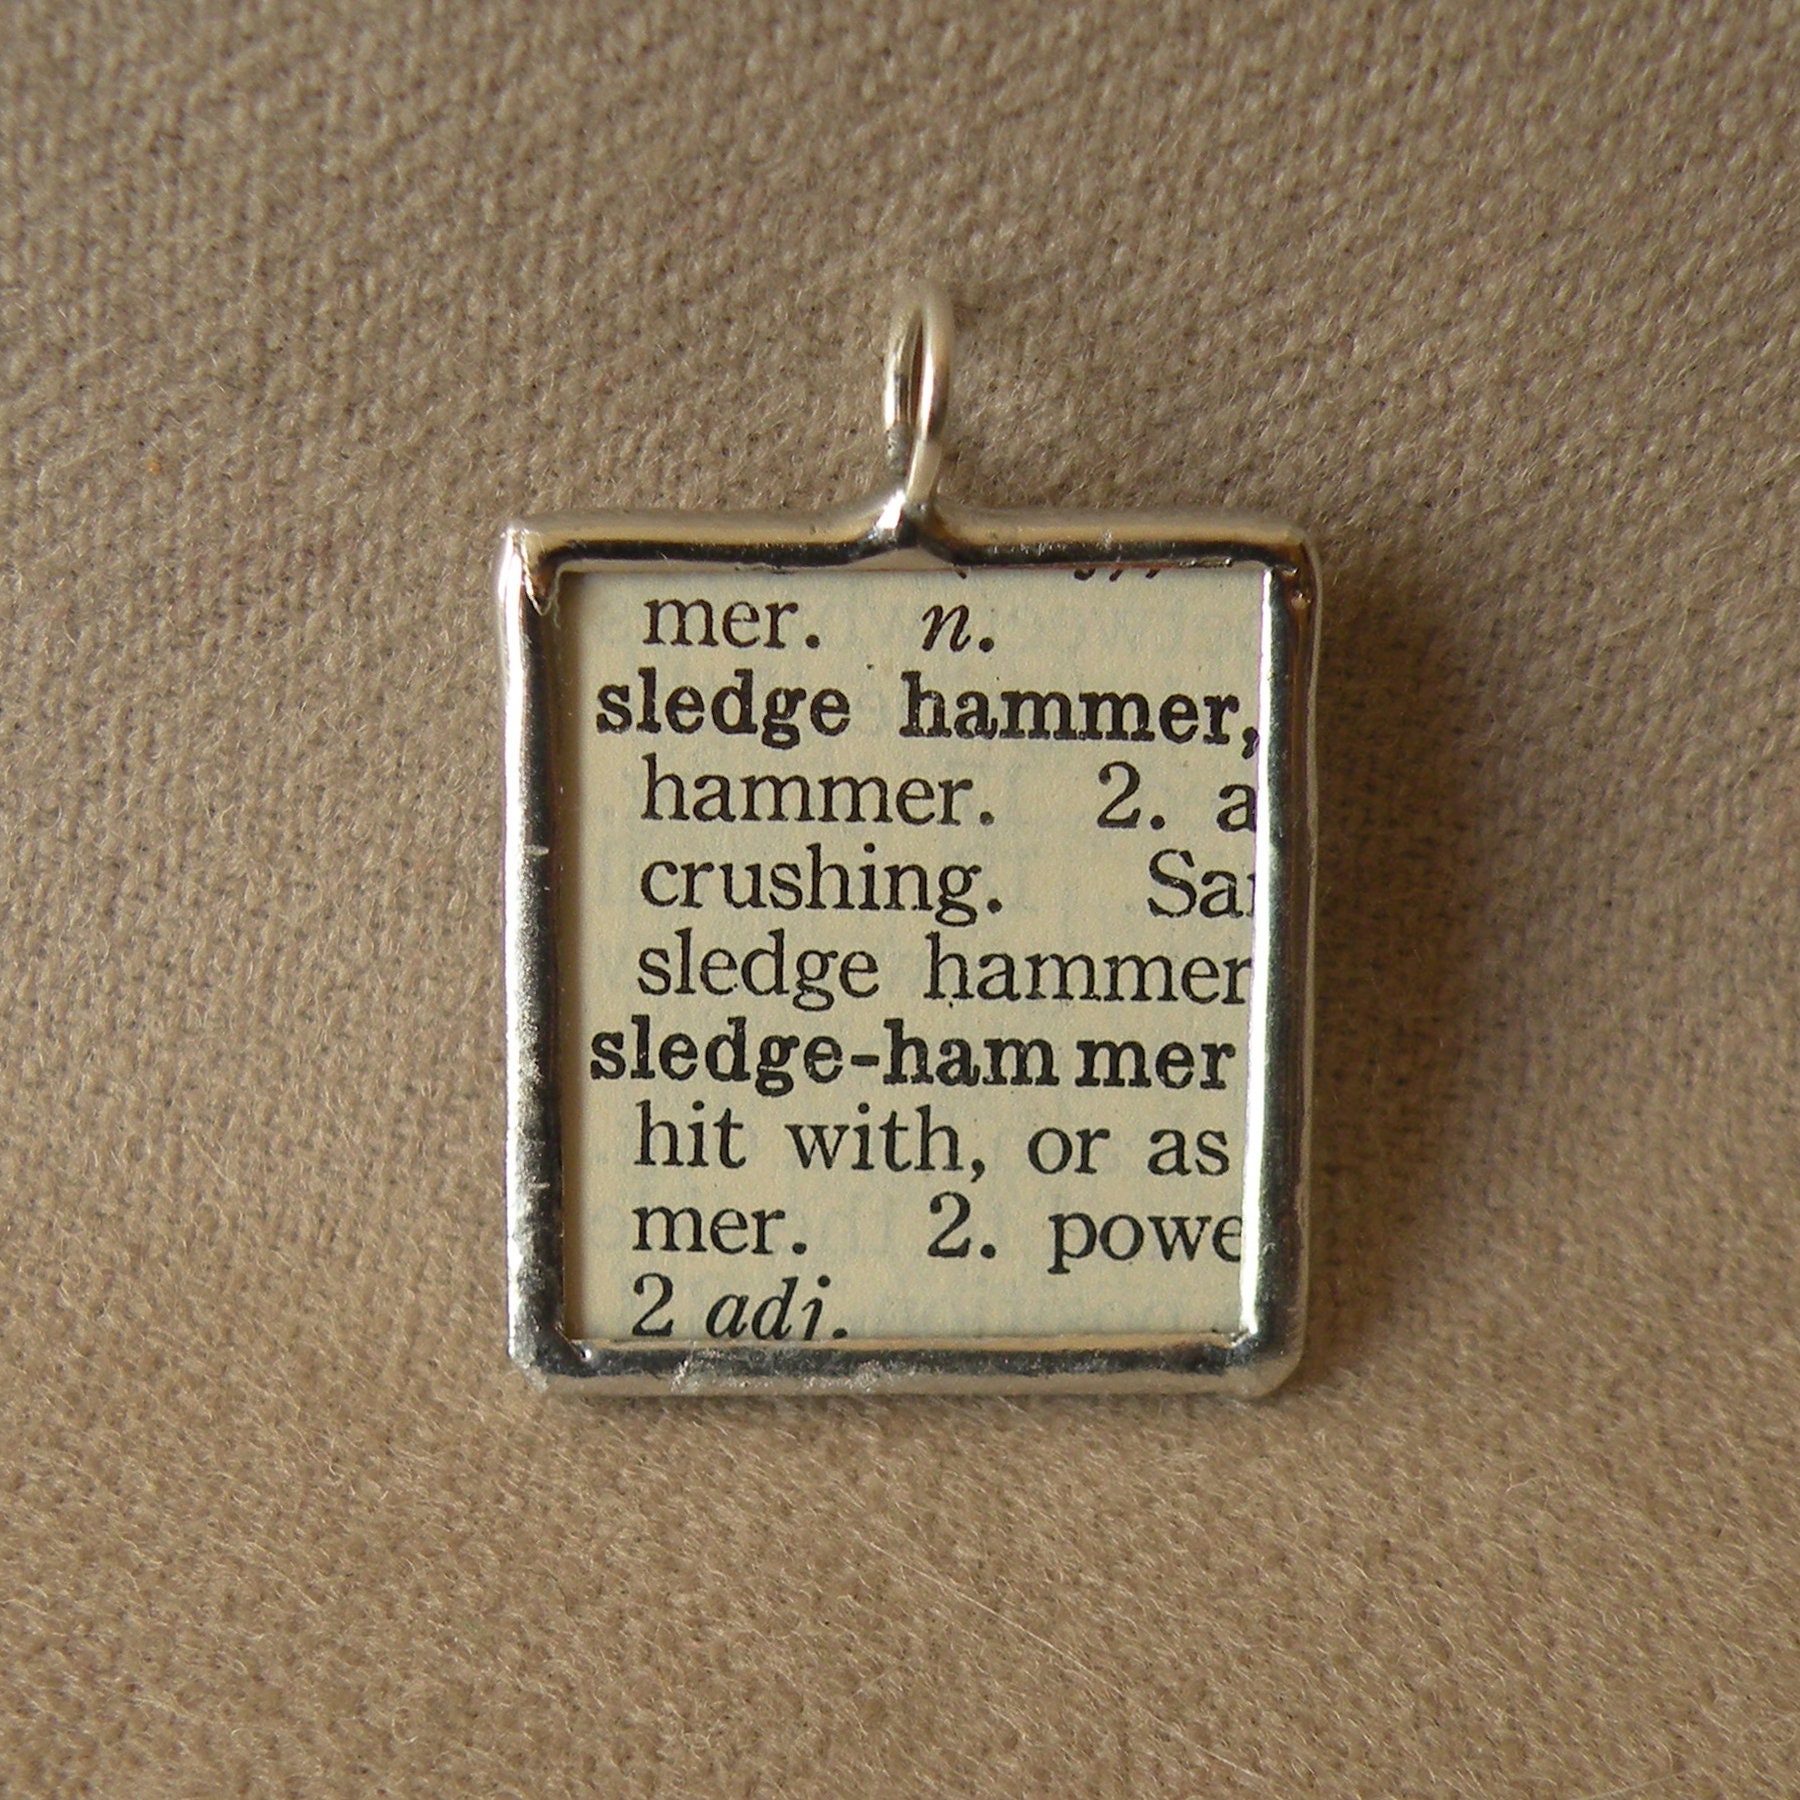 mer. n.
sledge hammer,
hammer. 2. a
crushing. Sa
sledge hammer
sledge-ham mer
hit with, or as
mer. 2. powe
2 adj.